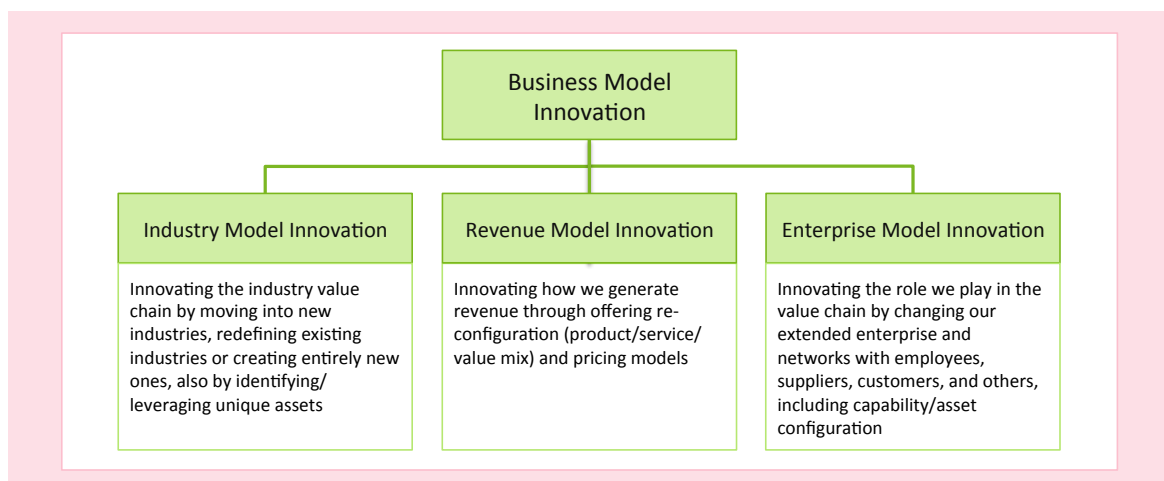 Business Model
Innovation
Industry Model Innovation
Innovating the industry value
chain by moving into new
industries, redefining existing
industries or creating entirely new
ones, also by identifying/
leveraging unique assets
Revenue Model Innovation
Innovating how we generate
revenue through offering re-
configuration (product/service/
value mix) and pricing models
Enterprise Model Innovation
Innovating the role we play in the
value chain by changing our
extended enterprise and
networks with employees,
suppliers, customers, and others,
including capability/asset
configuration